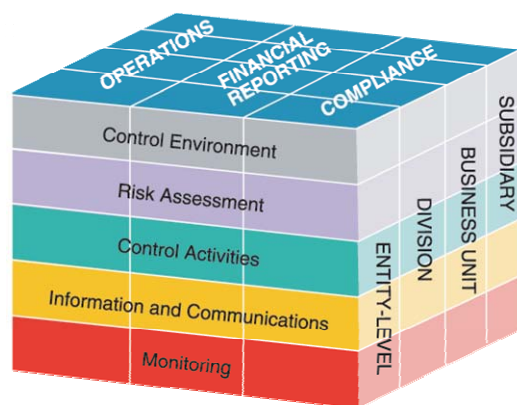 OPERATIONS
FINANCIAL
REPORTING
COMPLIANCE
Control Environment
Risk Assessment
Control Activities
Information and Communications
Monitoring
ENTITY-LEVEL
DIVISION
BUSINESS UNIT
SUBSIDIARY